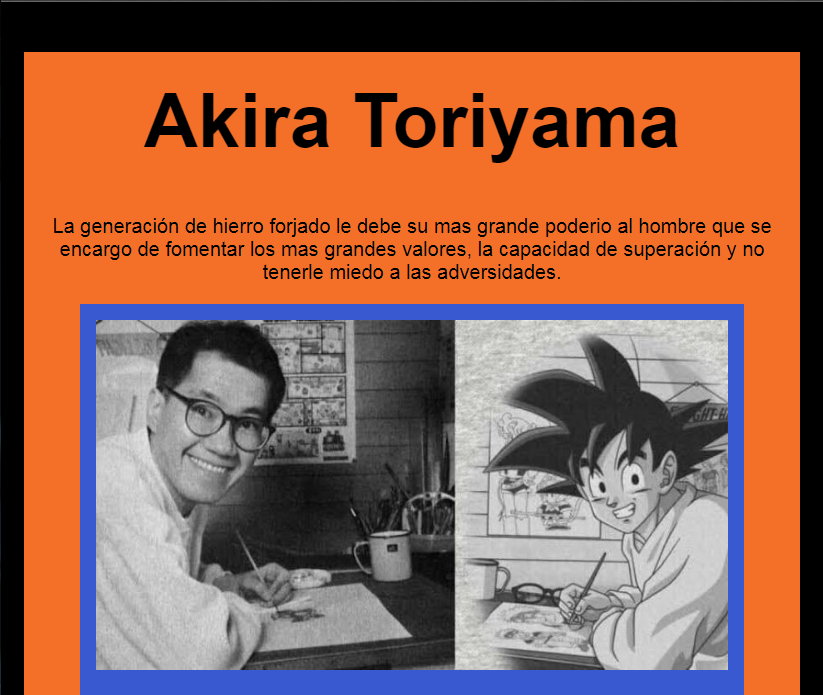 Akira Toriyama
La generación de hierro forjado le debe su mas grande poderio al hombre que se
encargo de fomentar los mas grandes valores, la capacidad de superación y no
tenerle miedo a las adversidades.